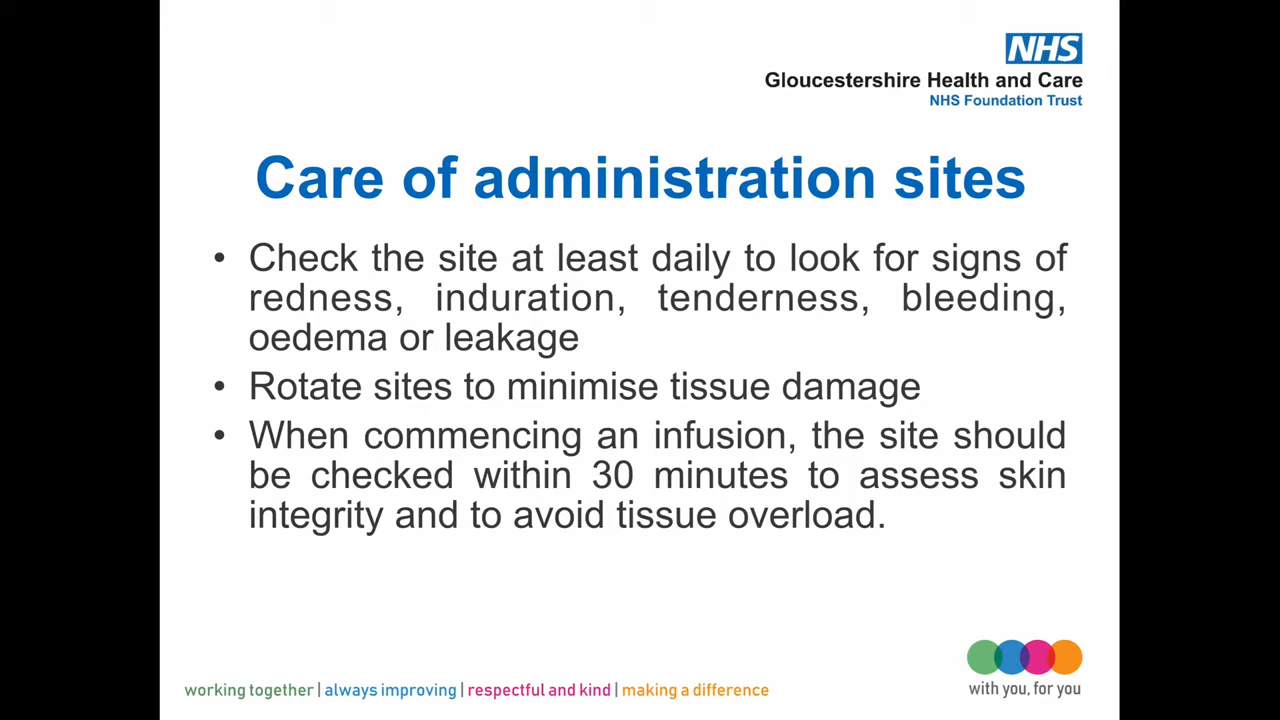 NHS
Gloucestershire Health and Care
NHS Foundation Trust
Care of administration sites
• Check the site at least daily to look for signs of
redness, induration, tenderness, bleeding,
oedema or leakage
• Rotate sites to minimise tissue damage
• When commencing an infusion, the site should
be checked within 30 minutes to assess skin
integrity and to avoid tissue overload.
working together | always improving | respectful and kind | making a difference
with you, for you